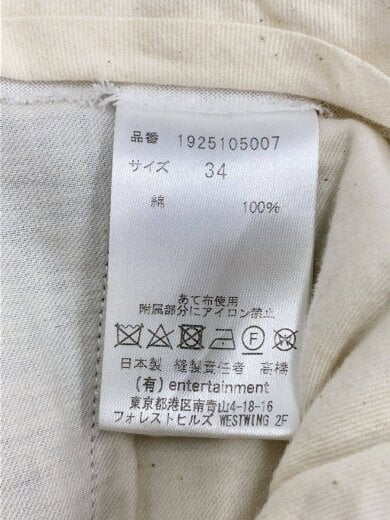 品番 1925105007
サイズ 34
綿 100%
あて布使用
附属部分にアイロン禁止
日本製 縫製責任者 高橋
(有) entertainment
東京都港区南青山4-18-16
フォレストヒルズ WESTWING 2F